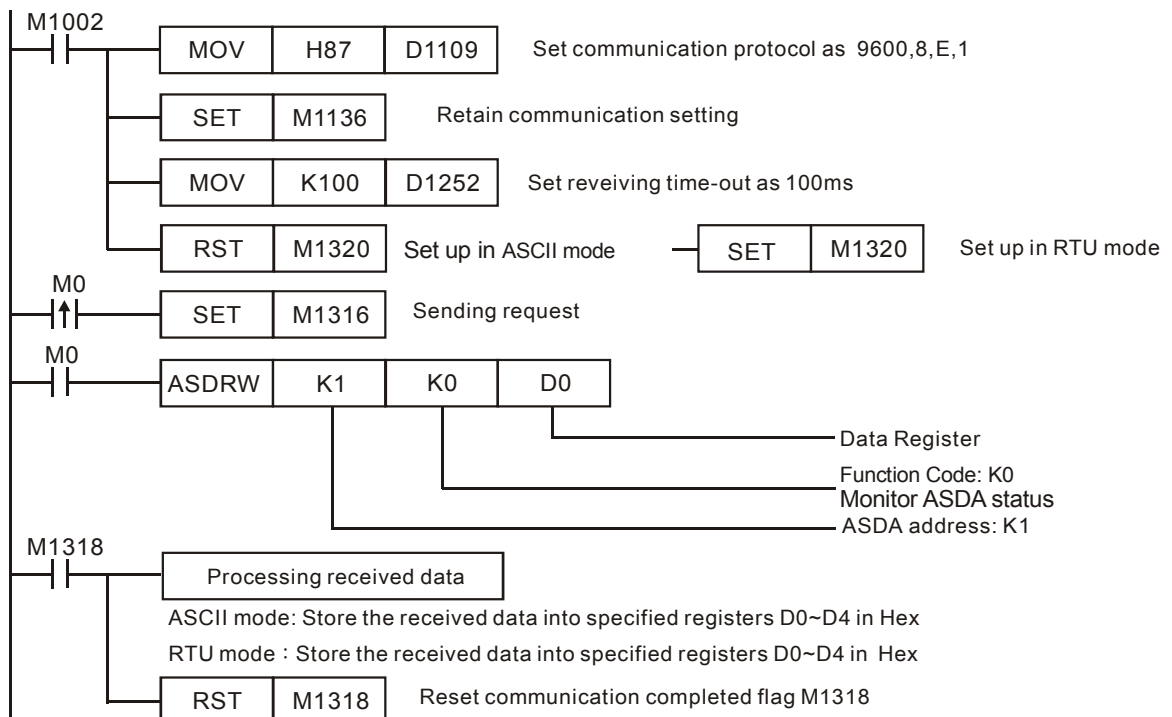 M1002
MOV H87 D1109 Set communication protocol as 9600,8,E,1
SET M1136 Retain communication setting
MOV K100 D1252 Set reveiving time-out as 100ms
RST M1320 Set up in ASCII mode SET M1320 Set up in RTU mode
M0
SET M1316 Sending request
M0
ASDRW K1 K0 D0
Data Register
Function Code: K0
Monitor ASDA status
ASDA address: K1
M1318
Processing received data
ASCII mode: Store the received data into specified registers D0~D4 in Hex
RTU mode：Store the received data into specified registers D0~D4 in Hex
RST M1318 Reset communication completed flag M1318